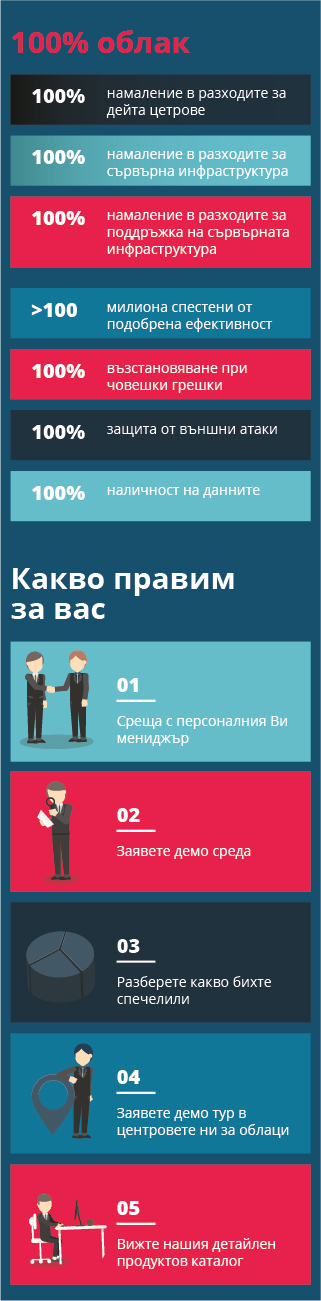 100% облак
100% намаление в разходите за
дейта цетрове
100% намаление в разходите за
сървърна инфраструктура
100% намаление в разходите за
поддръжка на сървърната
инфраструктура
>100 милиона спестени от
подобрена ефективност
100% възстановяване при
човешки грешки
100% защита от външни атаки
100% наличност на данните
Какво правим
за вас
01
Среща с персоналния Ви
мениджър
02
Заявете демо среда
03
Разберете какво бихте
спечелили
04
Заявете демо тур в
центровете ни за облаци
05
Вижте нашия детайлен
продуктов каталог